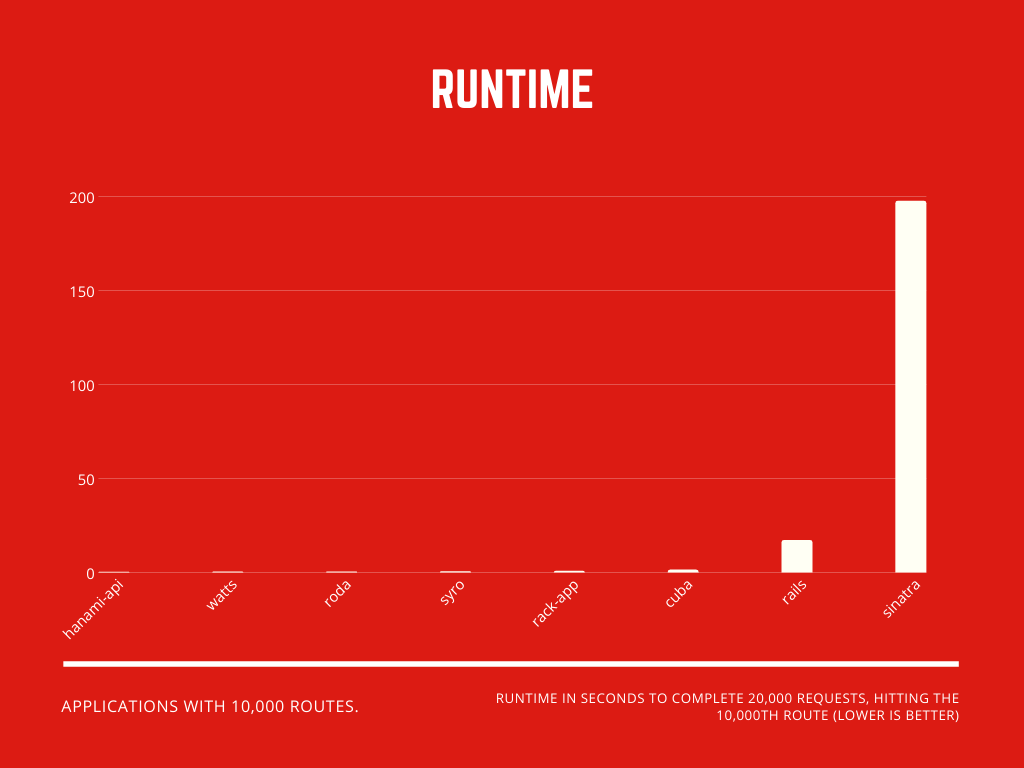 RUNTIME
200
150
100
50
0
hanami-api
watts
roda
syro
rack-app
cuba
rails
sinatra
APPLICATIONS WITH 10,000 ROUTES.
RUNTIME IN SECONDS TO COMPLETE 20,000 REQUESTS, HITTING THE
10,000TH ROUTE (LOWER IS BETTER)